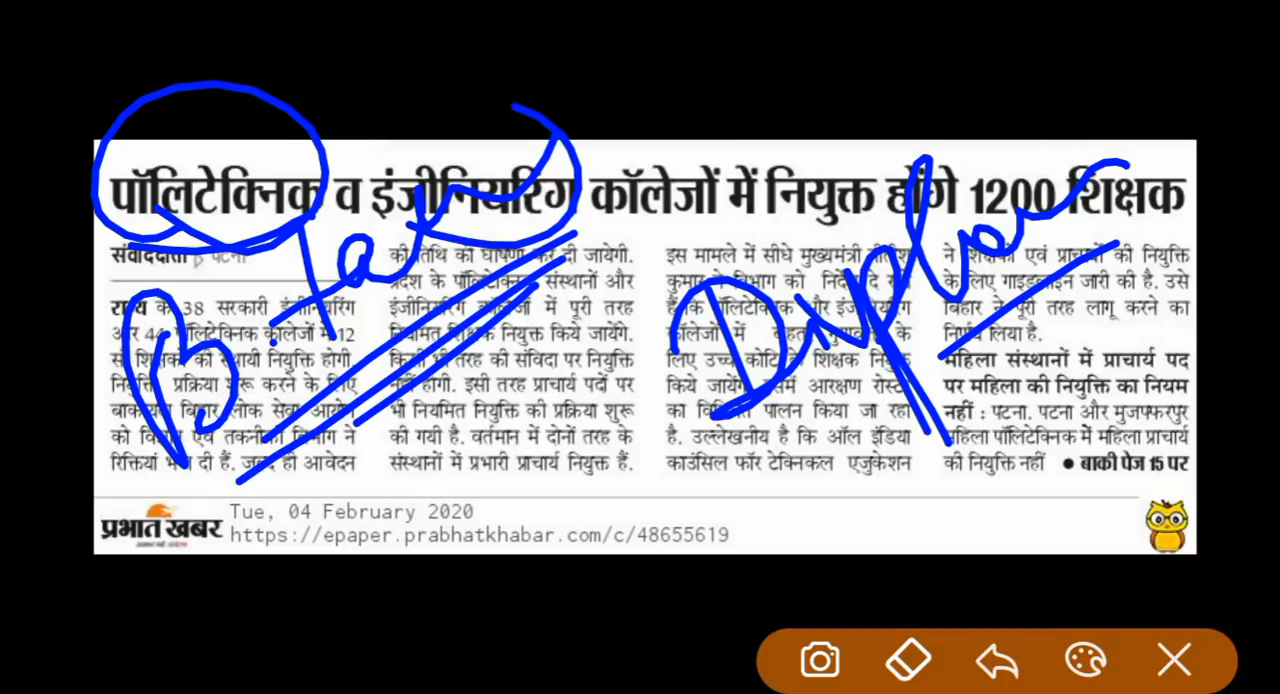 पॉलिटेक्निक व इंजीनियरिंग कॉलेजों में नियुक्त होंगे 1200 शिक्षक
संवाददाता पटना
राज्य के 38 सरकारी इंजीनियरिंग
और 44 पॉलिटेक्निक कॉलेजों में 12
सौ शिक्षकों की स्थायी नियुक्ति होगी
नियुक्ति प्रक्रिया शुरू करने के लिए
बिहार लोक सेवा आयोग
को विज्ञान एवं तकनीकी विभाग ने
रिक्तियां भेज दी हैं. जल्द ही आवेदन
की तिथि की घोषणा कर दी जायेगी.
प्रदेश के पॉलिटेक्निक संस्थानों और
इंजीनियरिंग कॉलेजों में पूरी तरह
नियमित शिक्षक नियुक्त किये जायेंगे.
किसी भी तरह की संविदा पर नियुक्ति
नहीं होगी. इसी तरह प्राचार्य पदों पर
भी नियमित नियुक्ति की प्रक्रिया शुरू
की गयी है. वर्तमान में दोनों तरह के
संस्थानों में प्रभारी प्राचार्य नियुक्त हैं.
इस मामले में सीधे मुख्यमंत्री नीतीश
कुमार ने विभाग को निर्देश दे रखे
हैं कि पॉलिटेक्निक और इंजीनियरिंग
कॉलेजों में बेहतर गुणवत्ता के
लिए उच्च कोटि के शिक्षक नियुक्त
किये जायेंगे इसमें आरक्षण रोस्टर
का विधिवत पालन किया जा रहा
है. उल्लेखनीय है कि ऑल इंडिया
काउंसिल फॉर टेक्निकल एजुकेशन
ने शिक्षकों एवं प्राचार्यों की नियुक्ति
के लिए गाइडलाइन जारी की है. उसे
बिहार ने पूरी तरह लागू करने का
निर्णय लिया है.
महिला संस्थानों में प्राचार्य पद
पर महिला की नियुक्ति का नियम
नहीं : पटना. पटना और मुजफ्फरपुर
महिला पॉलिटेक्निक में महिला प्राचार्य
की नियुक्ति नहीं ● बाकी पेज 15 पर
प्रभात खबर
Tue, 04 February 2020
https://epaper.prabhatkhabar.com/c/48655619